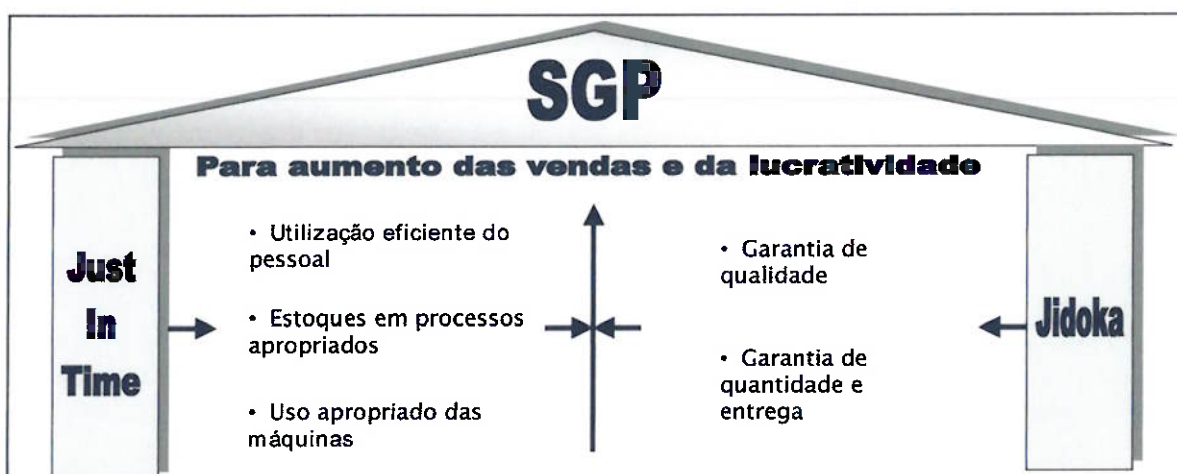 SGP
Para aumento das vendas e da lucratividade
Just
In
Time
• Utilização eficiente do
pessoal
• Estoques em processos
apropriados
• Uso apropriado das
máquinas
• Garantia de
qualidade
• Garantia de
quantidade e
entrega
Jidoka